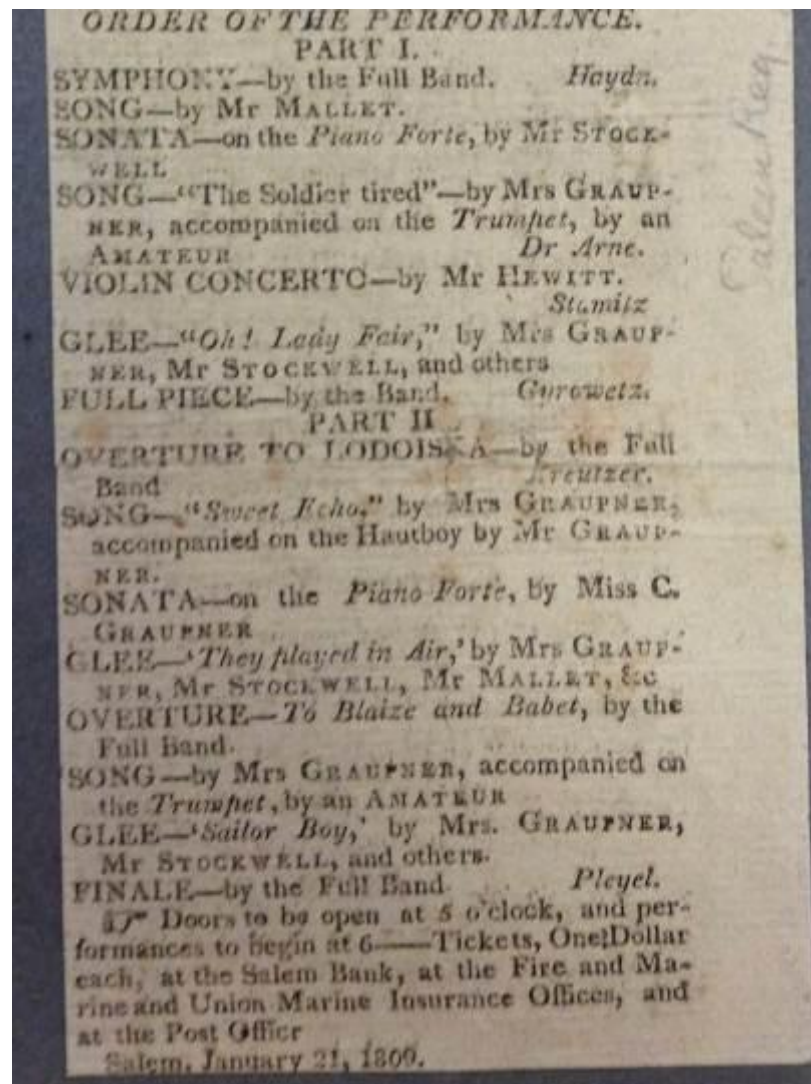 ORDER OF THE PERFORMANCE.
PART I.
SYMPHONY—by the Full Band. Haydn.
SONG—by Mr MALLET.
SONATA—on the Piano Forte, by Mr STOCK-
WELL
SONG—"The Soldier tired"—by Mrs GRAUP-
NER, accompanied on the Trumpet, by an
AMATEUR Dr Arne.
VIOLIN CONCERTO—by Mr HEWITT.
Stamitz
GLEE—"Oh! Lady Fair," by Mrs GRAUP-
NER, Mr STOCKWELL, and others
FULL PIECE—by the Band. Gyrowetz.
PART II
OVERTURE TO LODOISKA—by the Full
Band Kreutzer.
SONG—"Sweet Echo." by Mrs GRAUPNER,
accompanied on the Hautboy by Mr GRAUP-
NER.
SONATA—on the Piano Forte, by Miss C.
GRAUPNER
GLEE—'They played in Air,' by Mrs GRAUP-
NER, Mr STOCKWELL, Mr MALLET, &c
OVERTURE—To Blaize and Babet, by the
Full Band.
SONG—by Mrs GRAUPNER, accompanied on
the Trumpet, by an AMATEUR
GLEE—'Sailor Boy,' by Mrs. GRAUPNER,
Mr STOCKWELL, and others.
FINALE—by the Full Band Pleyel.
☞ Doors to be open at 5 o'clock, and per-
formances to begin at 6——Tickets, One Dollar
each, at the Salem Bank, at the Fire and Ma-
rine and Union Marine Insurance Offices, and
at the Post Office
Salem, January 21, 1809.
Salem Reg.